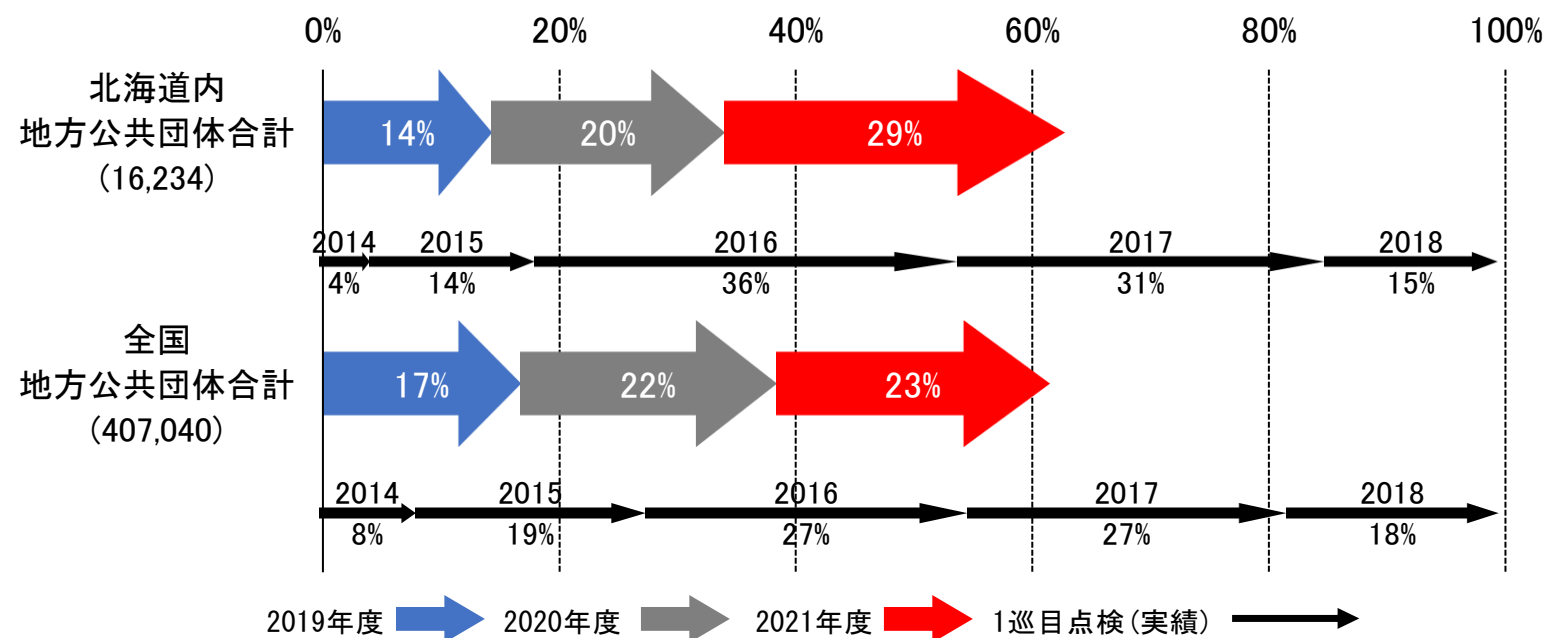 0% 20% 40% 60% 80% 100%
北海道内
地方公共団体合計
(16,234)
14% 20% 29%
2014 2015 2016 2017 2018
4% 14% 36% 31% 15%
全国
地方公共団体合計
(407,040)
17% 22% 23%
2014 2015 2016 2017 2018
8% 19% 27% 27% 18%
2019年度 2020年度 2021年度 1巡目点検(実績)